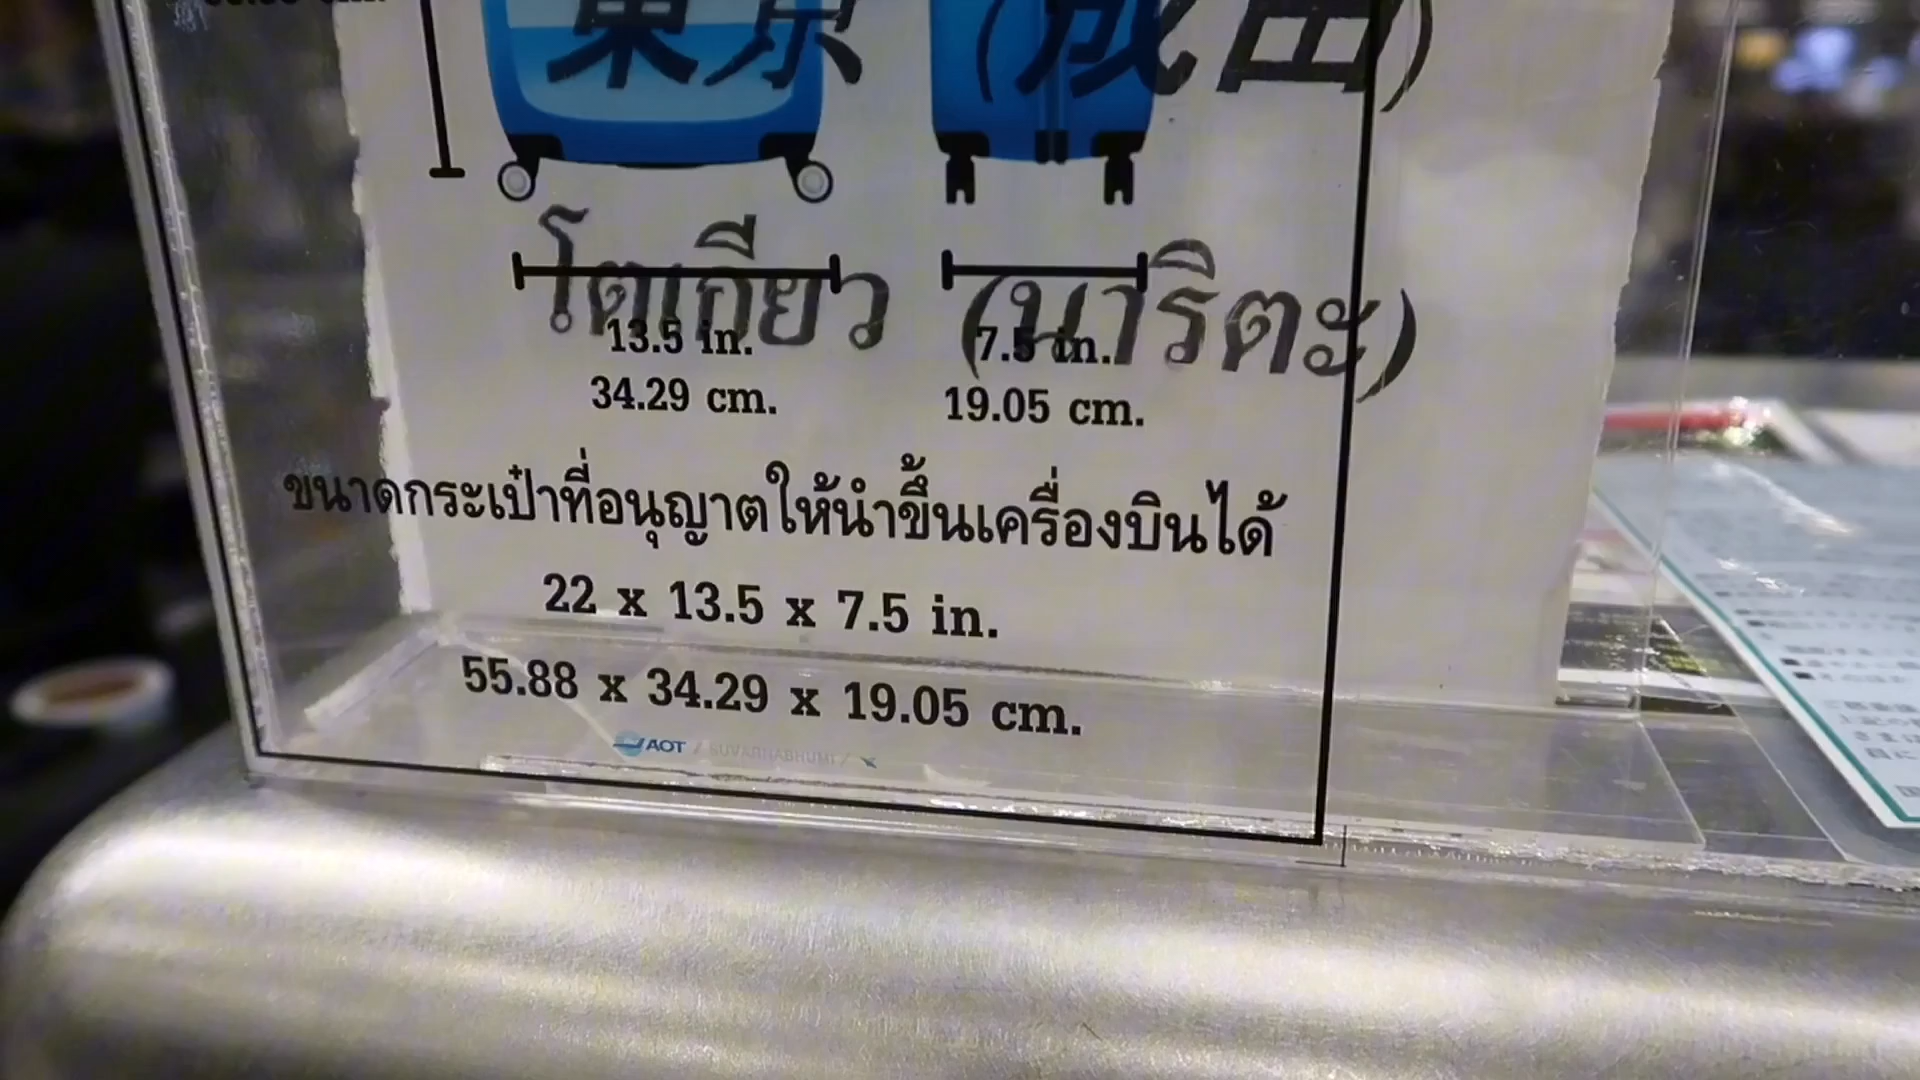 東京 (成田)
โตเกียว (นาริตะ)
13.5 in. 7.5 in.
34.29 cm. 19.05 cm.
ขนาดกระเป๋าที่อนุญาตให้นำขึ้นเครื่องบินได้
22 x 13.5 x 7.5 in.
55.88 x 34.29 x 19.05 cm.
AOT / SUVARNABHUMI /